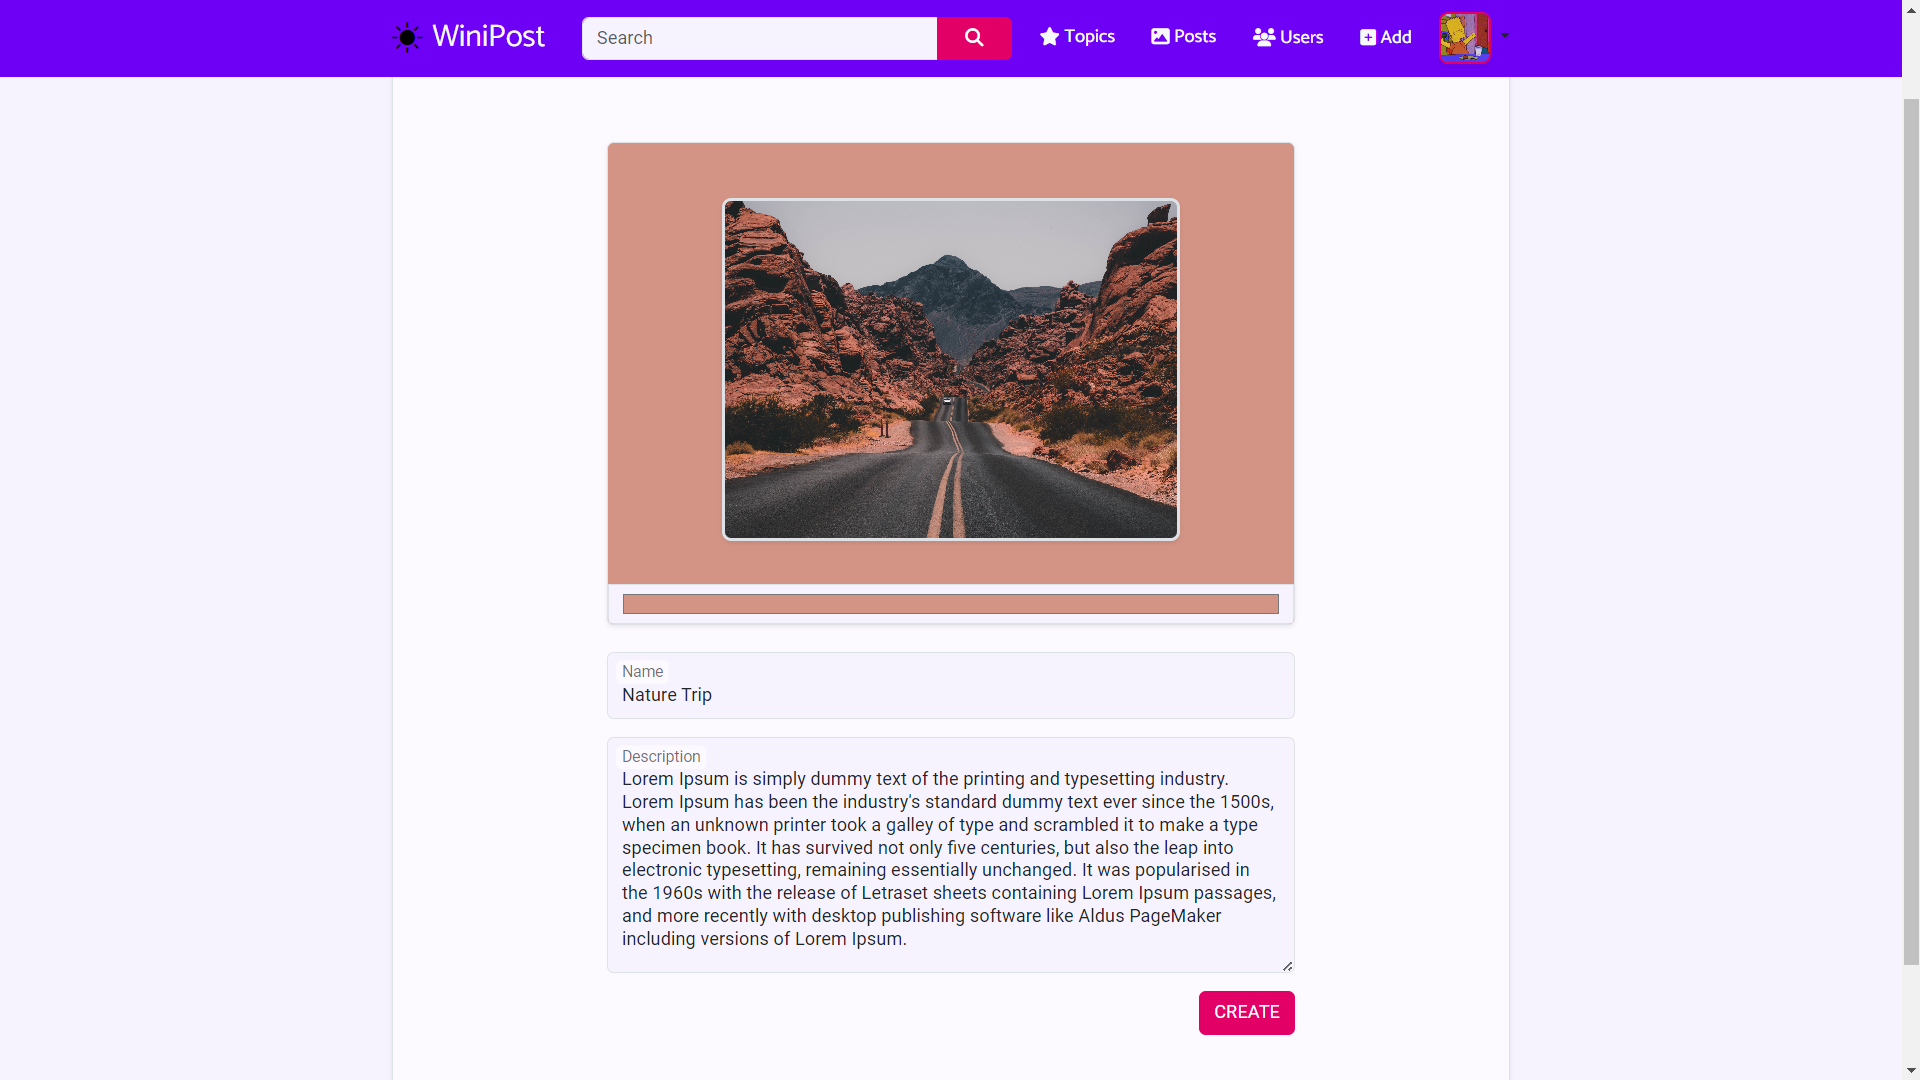 WiniPost
Search
Topics
Posts
Users
Add
Name
Nature Trip
Description
Lorem Ipsum is simply dummy text of the printing and typesetting industry.
Lorem Ipsum has been the industry's standard dummy text ever since the 1500s,
when an unknown printer took a galley of type and scrambled it to make a type
specimen book. It has survived not only five centuries, but also the leap into
electronic typesetting, remaining essentially unchanged. It was popularised in
the 1960s with the release of Letraset sheets containing Lorem Ipsum passages,
and more recently with desktop publishing software like Aldus PageMaker
including versions of Lorem Ipsum.
CREATE